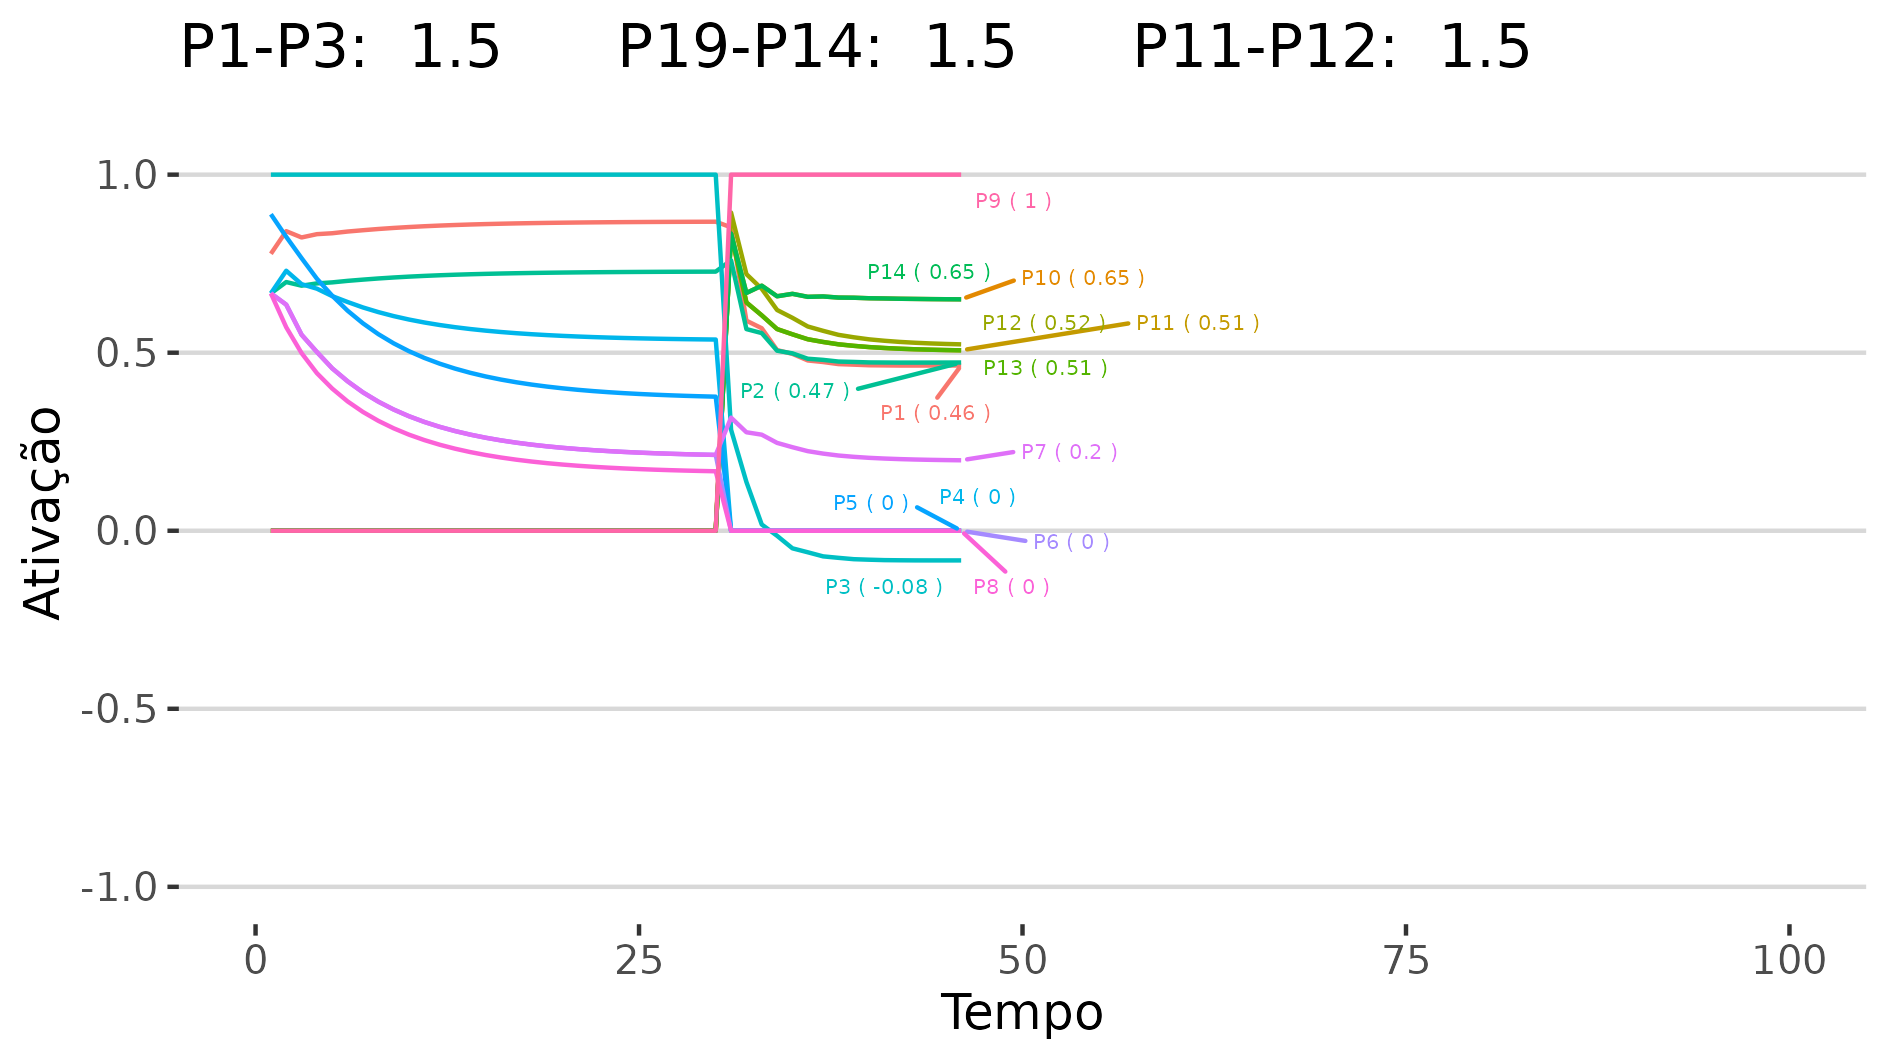 P1-P3:  1.5    P19-P14:  1.5    P11-P12:  1.5
1.0
P9 ( 1 )
P14 ( 0.65 )
P10 ( 0.65 )
P12 ( 0.52 )
P11 ( 0.51 )
0.5
P13 ( 0.51 )
P2 ( 0.47 )
P1 ( 0.46 )
P7 ( 0.2 )
P5 ( 0 )
P4 ( 0 )
0.0
P6 ( 0 )
P3 ( -0.08 )
P8 ( 0 )
-0.5
-1.0
Ativação
0 25 50 75 100
Tempo